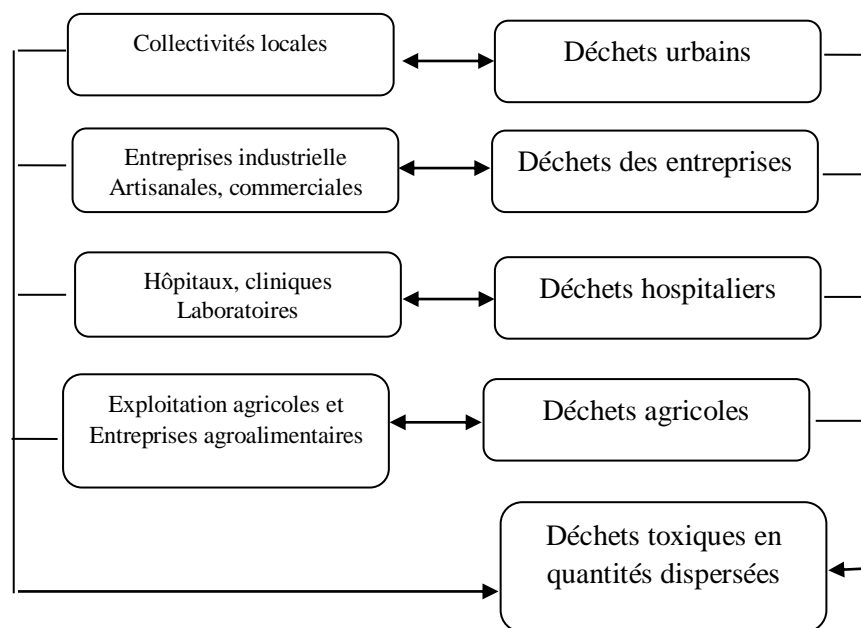 Collectivités locales
Déchets urbains
Entreprises industrielle
Artisanales, commerciales
Déchets des entreprises
Hôpitaux, cliniques
Laboratoires
Déchets hospitaliers
Exploitation agricoles et
Entreprises agroalimentaires
Déchets agricoles
Déchets toxiques en
quantités dispersées